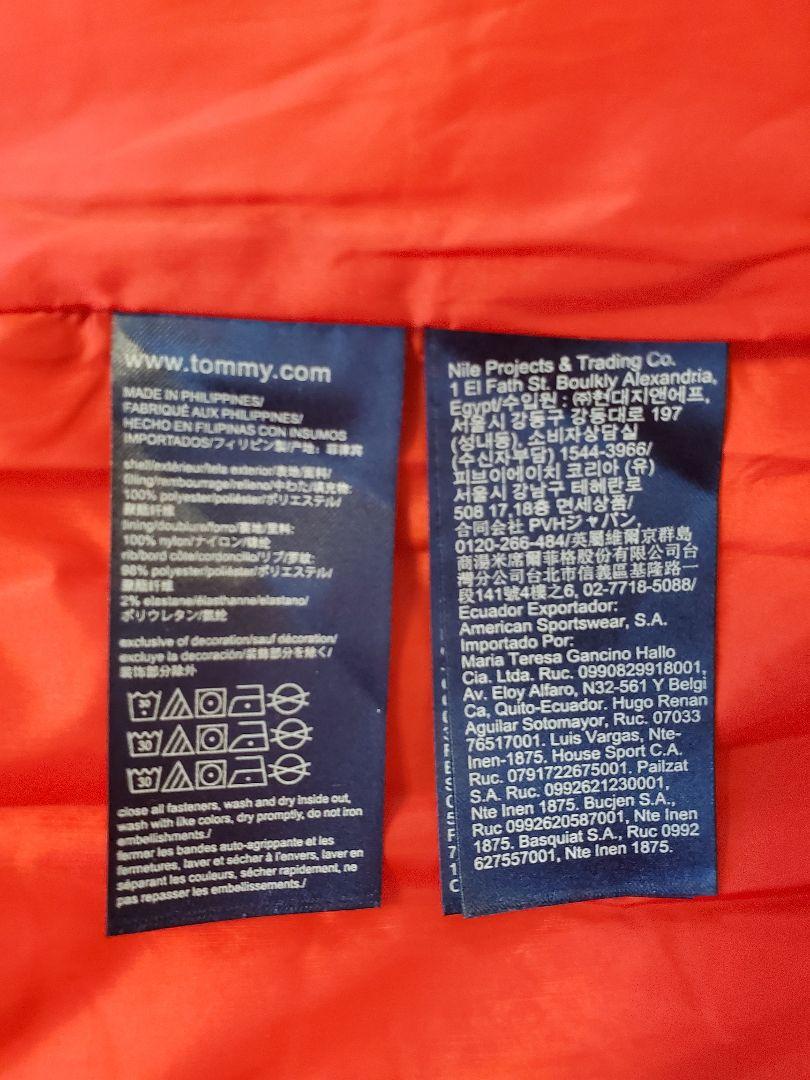 www.tommy.com
MADE IN PHILIPPINES/
FABRIQUÉ AUX PHILIPPINES/
HECHO EN FILIPINAS CON INSUMOS
IMPORTADOS/フィリピン製/产地: 菲律宾
shell/extérieur/tela exterior/表地/面料/
filling/rembourrage/relleno/中わた/填充物:
100% polyester/poliéster/ポリエステル/
聚酯纤维
lining/doublure/forro/裏地/里料:
100% nylon/ナイロン/锦纶
rib/bord côte/cordoncillo/リブ/罗纹:
98% polyester/poliéster/ポリエステル/
聚酯纤维
2% elastane/élasthanne/elastano/
ポリウレタン/氨纶
exclusive of decoration/sauf décoration/
excluye la decoración/装飾部分を除く/
装饰部分除外
30
30
30
close all fasteners, wash and dry inside out,
wash with like colors, dry promptly, do not iron
embellishments./
fermer les bandes auto-agrippante et les
fermetures, laver et sécher à l'envers, laver en
séparant les couleurs, sécher rapidement, ne
pas repasser les embellissements./
Nile Projects & Trading Co.
1 El Fath St. Boulkly Alexandria,
Egypt/수입원 : ㈜현대지앤에프,
서울시 강동구 강동대로 197
(성내동), 소비자상담실
(수신자부담) 1544-3966/
피브이에이치 코리아 (유)
서울시 강남구 테헤란로
508 17,18층 면세상품/
合同会社 PVHジャパン,
0120-266-484/英屬維爾京群島
商湯米席爾菲格股份有限公司台
灣分公司台北市信義區基隆路一
段141號4樓之6, 02-7718-5088/
Ecuador Exportador:
American Sportswear, S.A.
Importado Por:
Maria Teresa Gancino Hallo
Cia. Ltda. Ruc. 0990829918001,
Av. Eloy Alfaro, N32-561 Y Belgi
Ca, Quito-Ecuador. Hugo Renan
Aguilar Sotomayor, Ruc. 07033
76517001. Luis Vargas, Nte-
Inen-1875. House Sport C.A.
Ruc. 0791722675001. Pailzat
S.A. Ruc. 0992621230001,
Nte Inen 1875. Bucjen S.A.,
Ruc 0992620587001, Nte Inen
1875. Basquiat S.A., Ruc 0992
627557001, Nte Inen 1875.